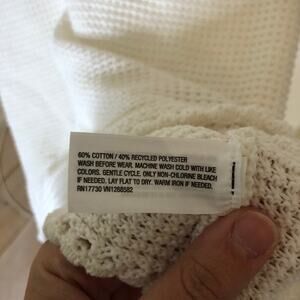 60% COTTON / 40% RECYCLED POLYESTER
WASH BEFORE WEAR. MACHINE WASH COLD WITH LIKE
COLORS. GENTLE CYCLE. ONLY NON-CHLORINE BLEACH
IF NEEDED. LAY FLAT TO DRY. WARM IRON IF NEEDED.
RN17730 VN1288582